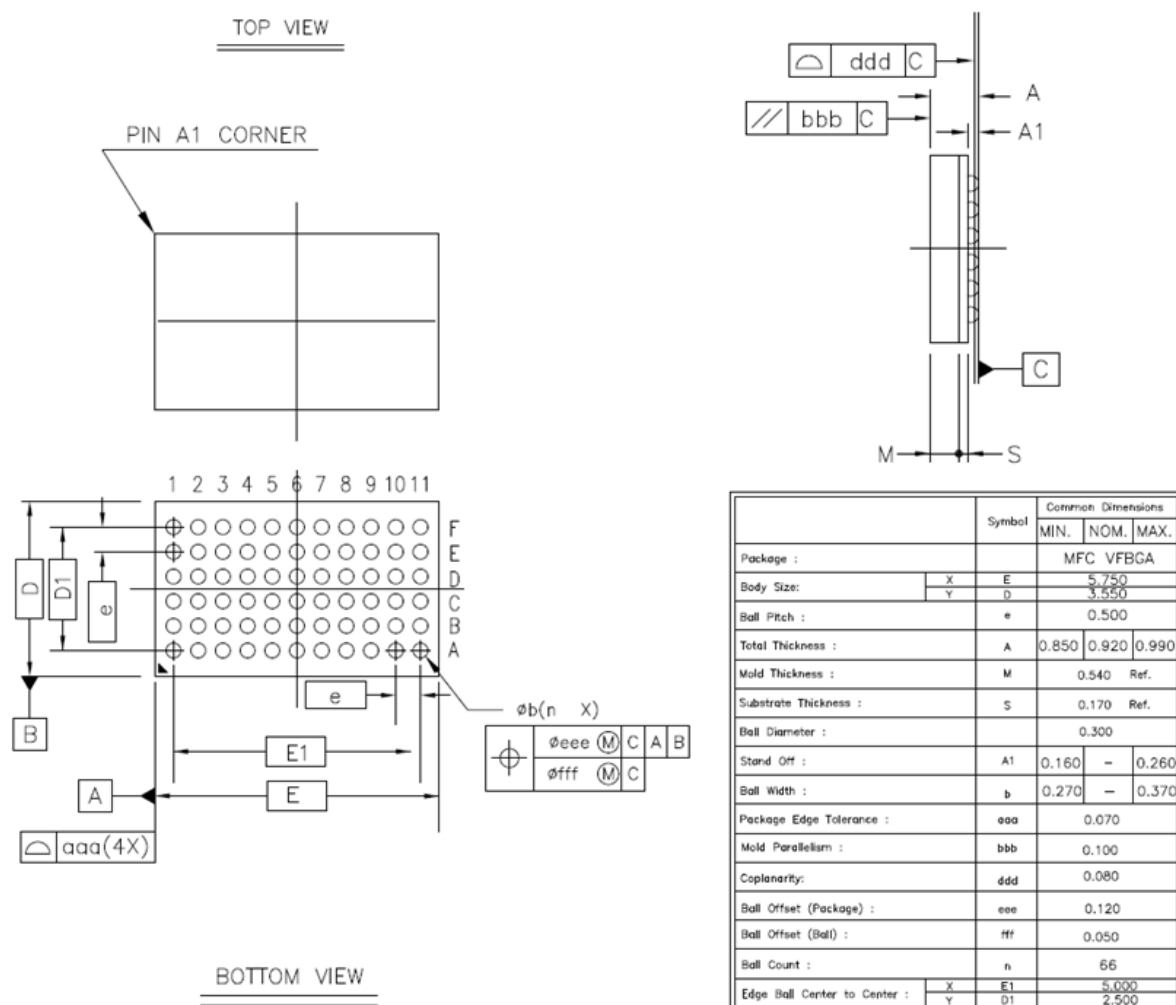 TOP VIEW
PIN A1 CORNER
ddd C
A
// bbb C
A1
C
M S
1 2 3 4 5 6 7 8 9 10 11
F
E
D
C
B
A
D
D1
e
e
øb(n X)
øeee Ⓜ C A B
øfff Ⓜ C
B
E1
A
E
aaa(4X)
BOTTOM VIEW
Symbol Common Dimensions
MIN. NOM. MAX.
Package : MFC VFBGA
Body Size: X E 5.750
Y D 3.550
Ball Pitch : e 0.500
Total Thickness : A 0.850 0.920 0.990
Mold Thickness : M 0.540 Ref.
Substrate Thickness : S 0.170 Ref.
Ball Diameter : 0.300
Stand Off : A1 0.160 – 0.260
Ball Width : b 0.270 – 0.370
Package Edge Tolerance : aaa 0.070
Mold Parallelism : bbb 0.100
Coplanarity: ddd 0.080
Ball Offset (Package) : eee 0.120
Ball Offset (Ball) : fff 0.050
Ball Count : n 66
Edge Ball Center to Center : X E1 5.000
Y D1 2.500